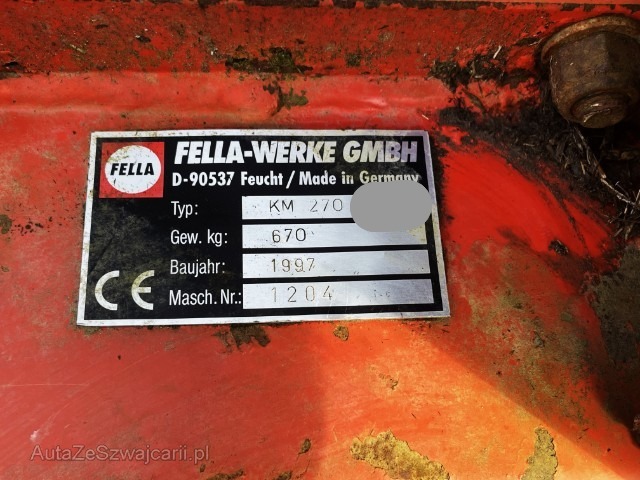 FELLA
FELLA-WERKE GMBH
D-90537 Feucht / Made in Germany
Typ: KM 270
Gew. kg: 670
Baujahr: 1997
CE Masch. Nr.: 1204
AutaZeSzwajcarii.pl